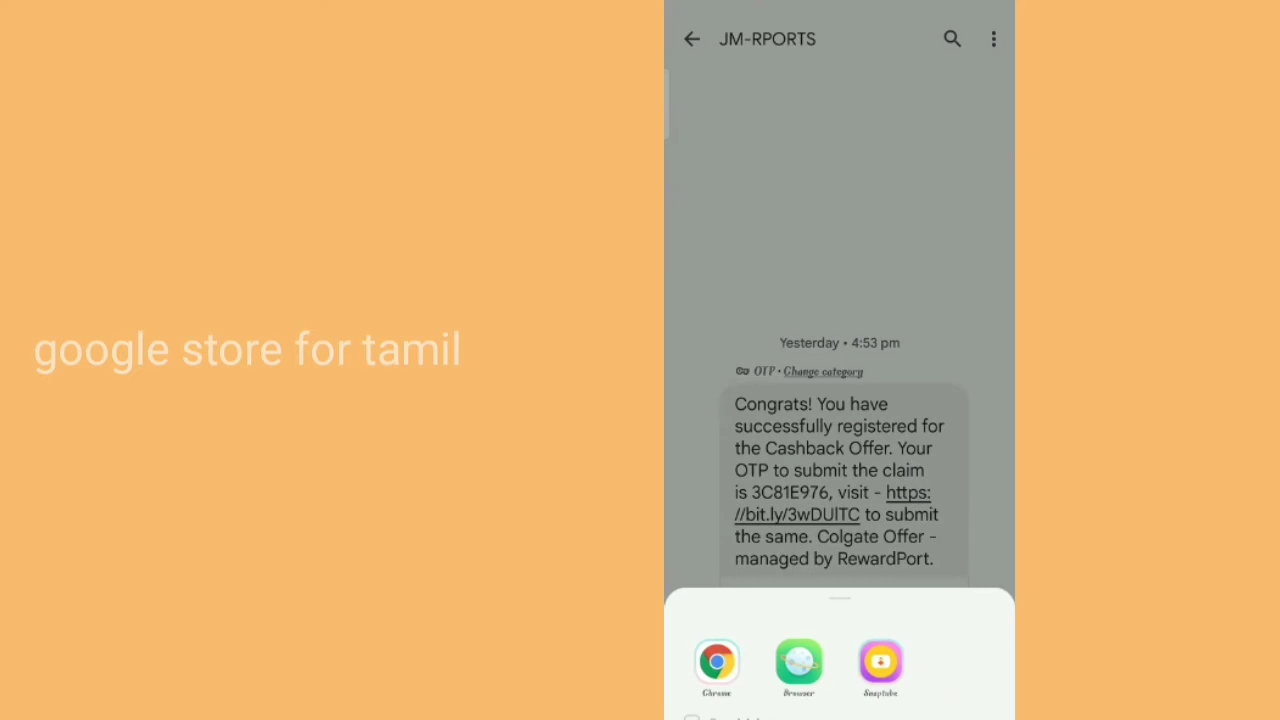 JM-RPORTS
google store for tamil
Yesterday • 4:53 pm
OTP • Change category
Congrats! You have
successfully registered for
the Cashback Offer. Your
OTP to submit the claim
is 3C81E976, visit - https:
//bit.ly/3wDUlTC to submit
the same. Colgate Offer -
managed by RewardPort.
Chrome Browser Snaptube